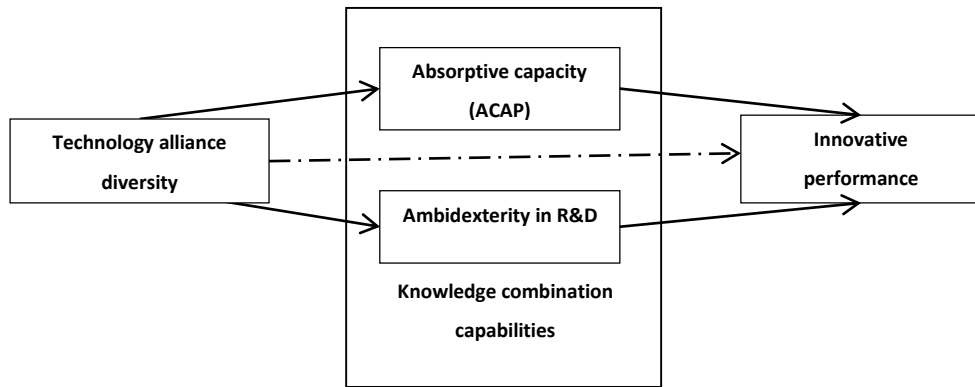 Technology alliance
diversity
Absorptive capacity
(ACAP)
Ambidexterity in R&D
Knowledge combination
capabilities
Innovative
performance